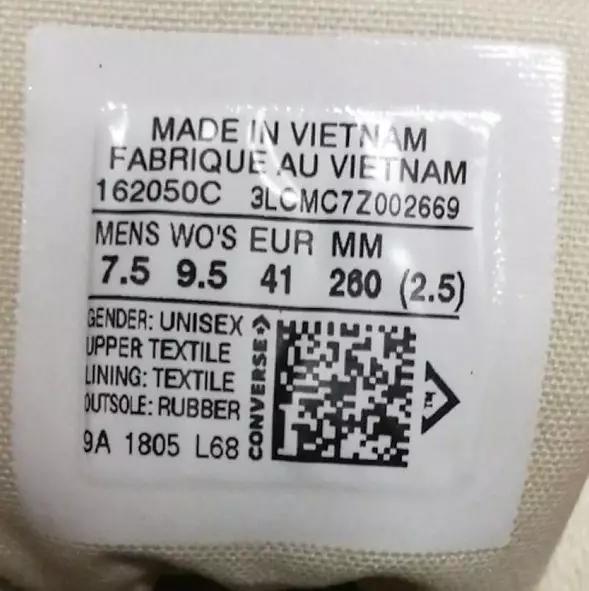 MADE IN VIETNAM
FABRIQUE AU VIETNAM
162050C 3LCMC7Z002669
MENS WO'S EUR MM
7.5 9.5 41 260 (2.5)
GENDER: UNISEX
UPPER TEXTILE
LINING: TEXTILE
OUTSOLE: RUBBER
9A 1805 L68
CONVERSE
TM